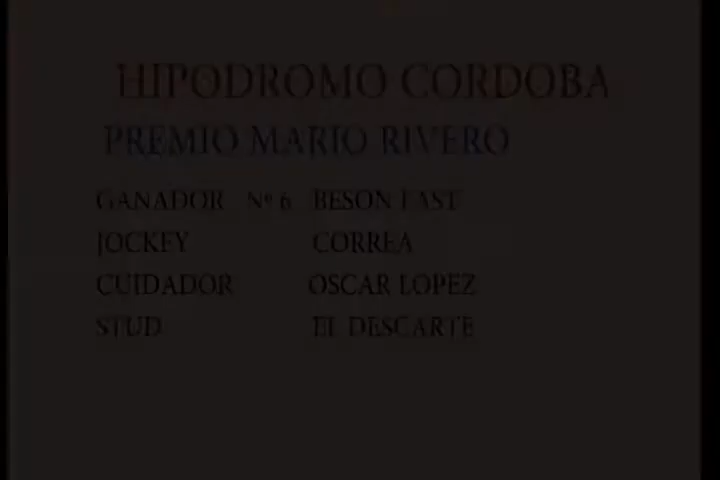 HIPODROMO CORDOBA
PREMIO MARIO RIVERO
GANADOR Nº 6 BESON FAST
JOCKEY CORREA
CUIDADOR OSCAR LOPEZ
STUD EL DESCARTE